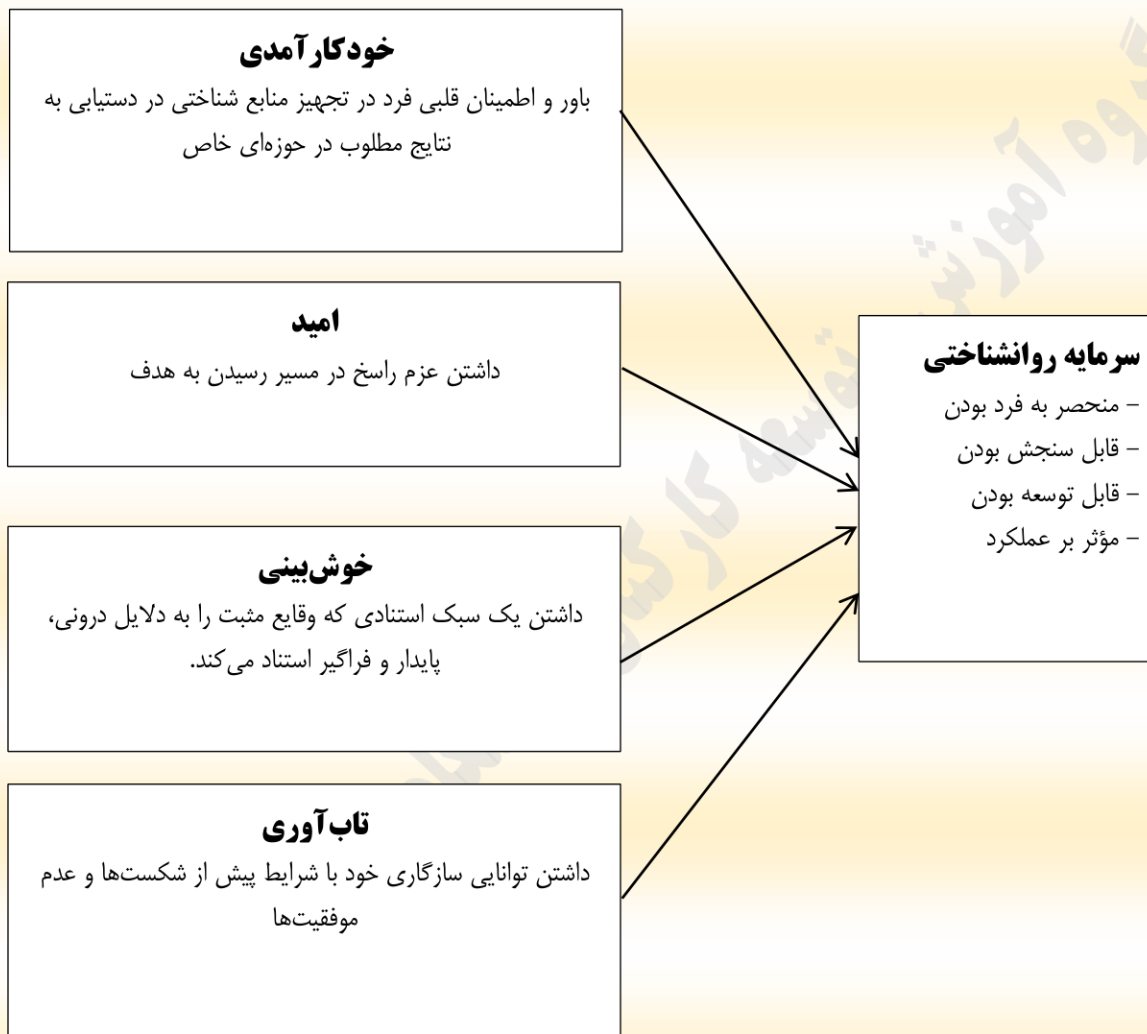 خودکارآمدی
باور و اطمینان قلبی فرد در تجهیز منابع شناختی در دستیابی به
نتایج مطلوب در حوزه‌ای خاص
امید
داشتن عزم راسخ در مسیر رسیدن به هدف
خوش‌بینی
داشتن یک سبک استنادی که وقایع مثبت را به دلایل درونی،
پایدار و فراگیر استناد می‌کند.
تاب‌آوری
داشتن توانایی سازگاری خود با شرایط پیش از شکست‌ها و عدم
موفقیت‌ها
سرمایه روانشناختی
- منحصر به فرد بودن
- قابل سنجش بودن
- قابل توسعه بودن
- مؤثر بر عملکرد
گروه آموزش توسعه